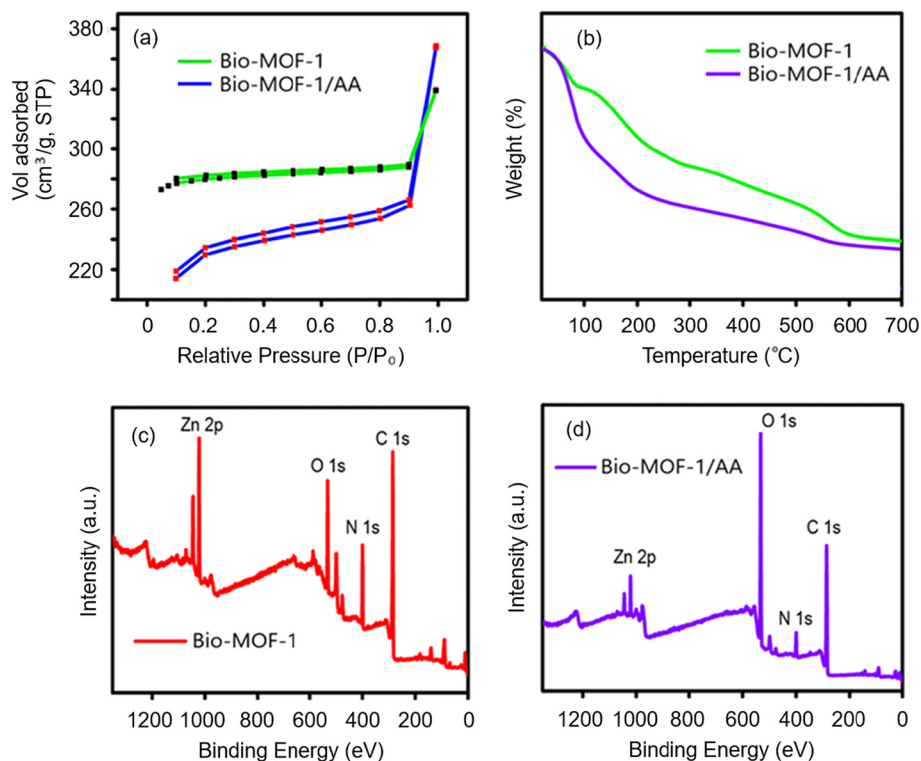 (a)
Bio-MOF-1
Bio-MOF-1/AA
Vol adsorbed
(cm³/g, STP)
380
340
300
260
220
0 0.2 0.4 0.6 0.8 1.0
Relative Pressure (P/P₀)
(b)
Bio-MOF-1
Bio-MOF-1/AA
Weight (%)
100 200 300 400 500 600 700
Temperature (°C)
(c)
Zn 2p
O 1s
N 1s
C 1s
Bio-MOF-1
Intensity (a.u.)
1200 1000 800 600 400 200 0
Binding Energy (eV)
(d)
O 1s
Bio-MOF-1/AA
C 1s
Zn 2p
N 1s
Intensity (a.u.)
1200 1000 800 600 400 200 0
Binding Energy (eV)